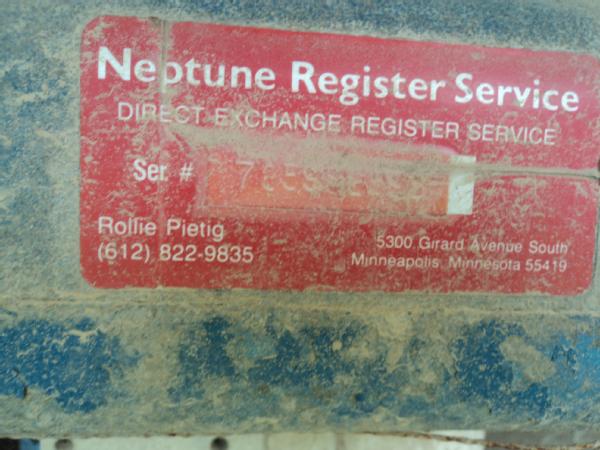 Neptune Register Service
DIRECT EXCHANGE REGISTER SERVICE
Ser. #
Rollie Pietig
(612) 822-9835
5300 Girard Avenue South
Minneapolis, Minnesota 55419